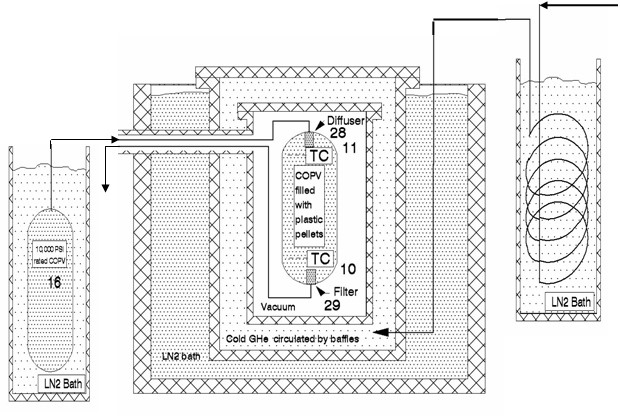 Diffuser
28
11
TC
COPV
filled
with
plastic
pellets
TC
10
Filter
29
Vacuum
Cold GHe circulated by baffles
LN2 bath
10,000 PSI
rated COPV
16
LN2 Bath
LN2 Bath